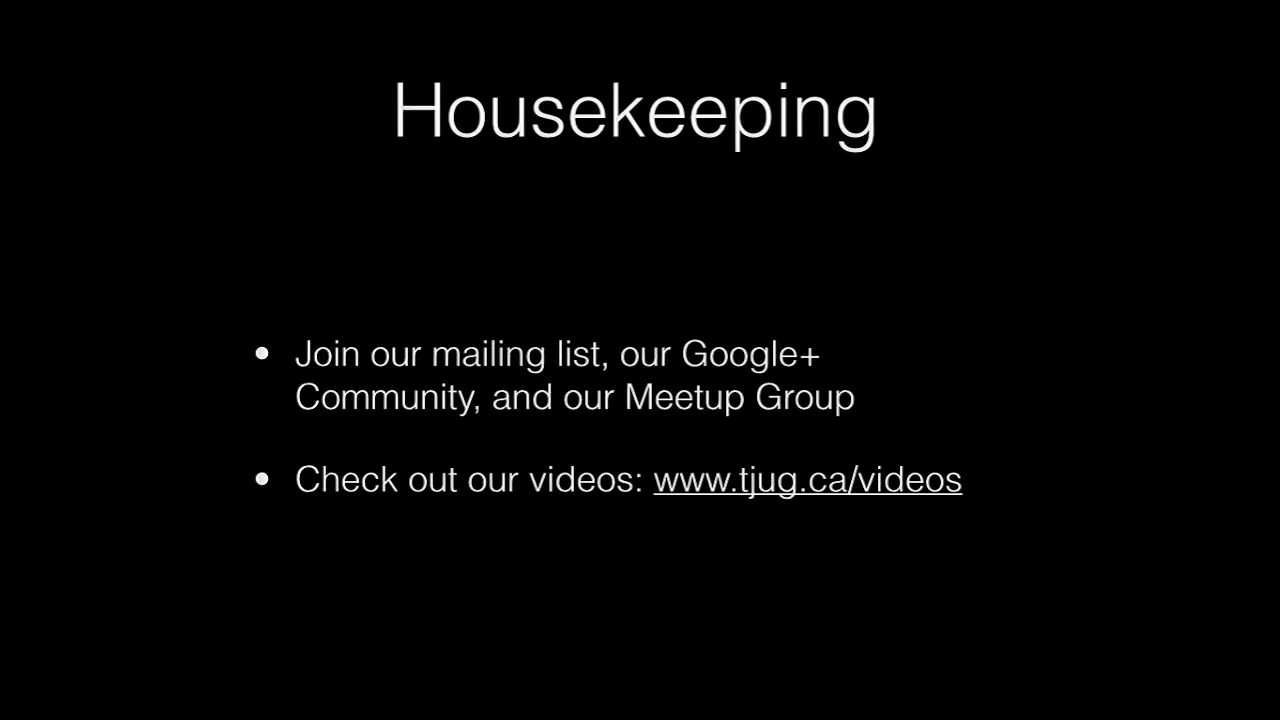 Housekeeping
• Join our mailing list, our Google+
Community, and our Meetup Group
• Check out our videos: www.tjug.ca/videos